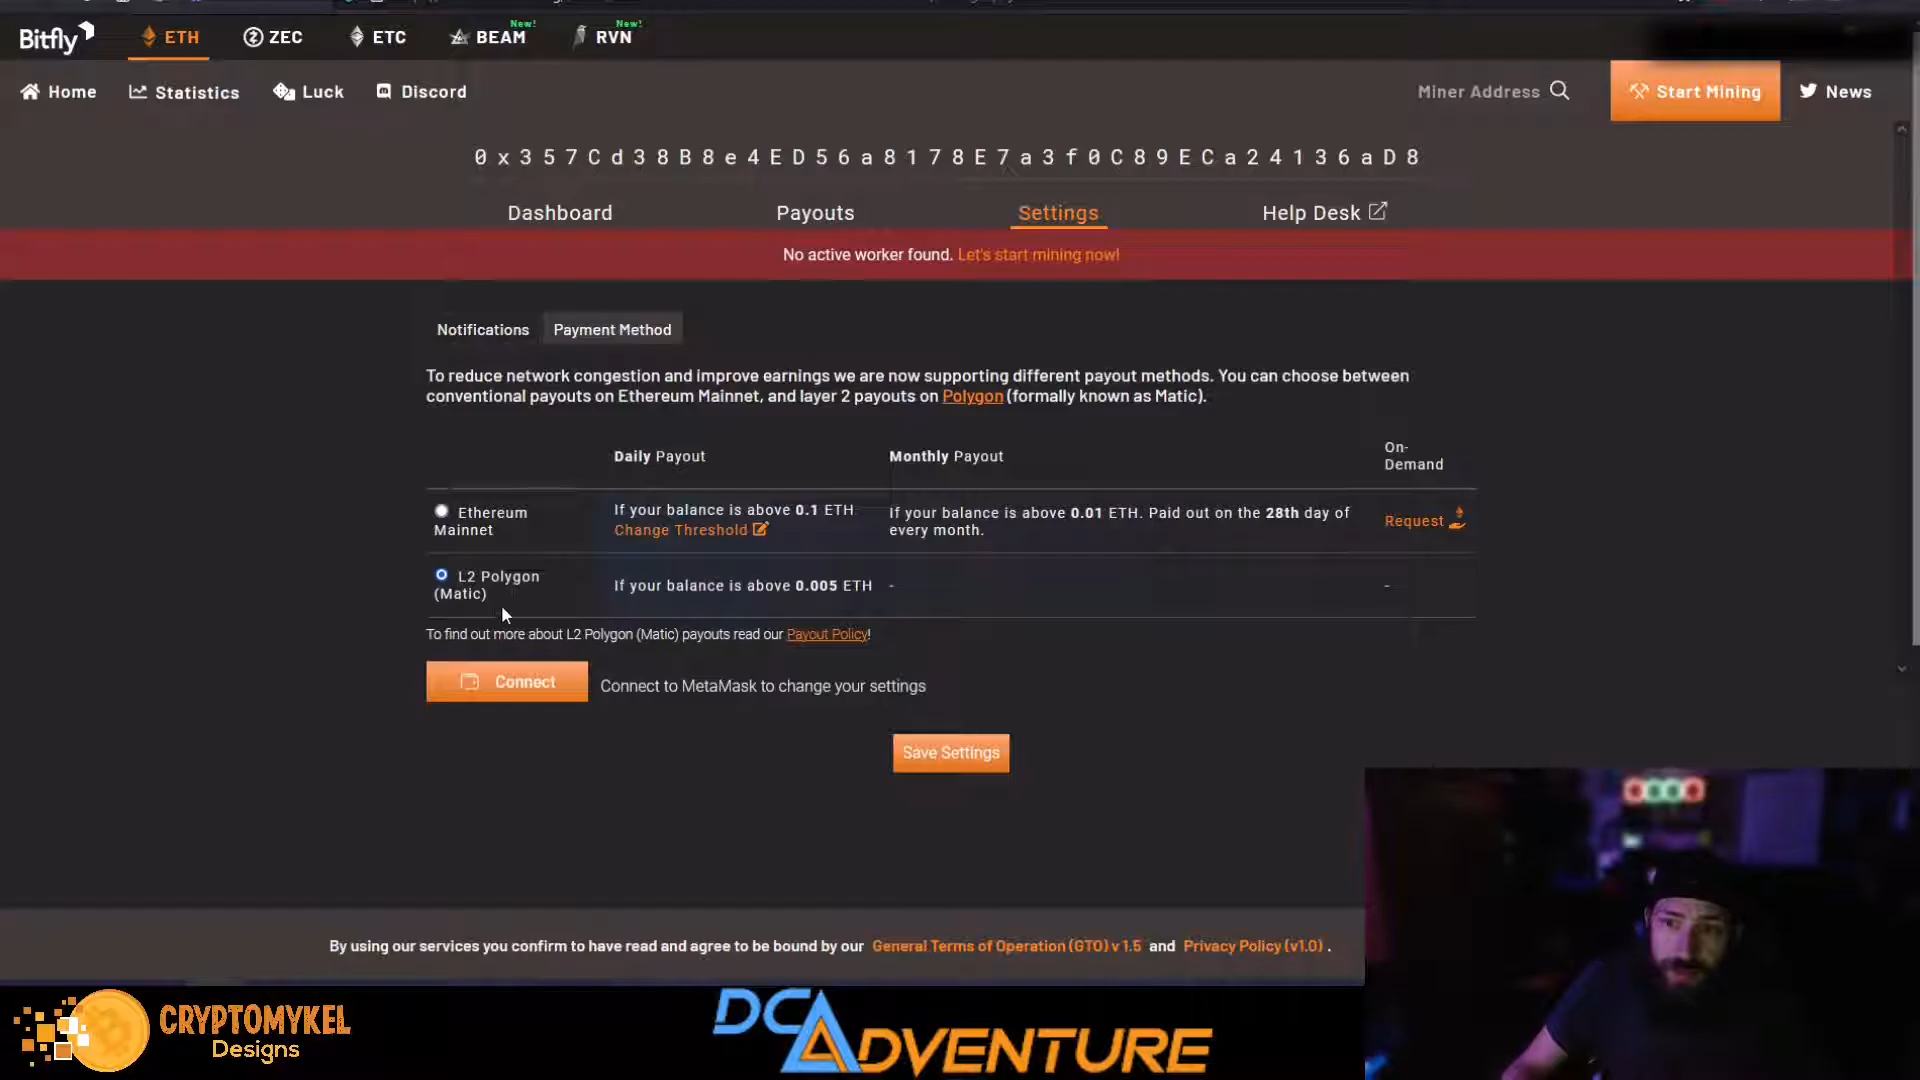 Bitfly
ETH
ZEC
ETC
BEAM New!
RVN New!
Home
Statistics
Luck
Discord
Miner Address
Start Mining
News
0x357Cd38B8e4ED56a8178E7a3f0C89ECa24136aD8
Dashboard
Payouts
Settings
Help Desk
No active worker found. Let's start mining now!
Notifications
Payment Method
To reduce network congestion and improve earnings we are now supporting different payout methods. You can choose between
conventional payouts on Ethereum Mainnet, and layer 2 payouts on Polygon (formally known as Matic).
Daily Payout
Monthly Payout
On-
Demand
Ethereum
Mainnet
If your balance is above 0.1 ETH
Change Threshold
If your balance is above 0.01 ETH. Paid out on the 28th day of
every month.
Request
L2 Polygon
(Matic)
If your balance is above 0.005 ETH
-
-
To find out more about L2 Polygon (Matic) payouts read our Payout Policy!
Connect
Connect to MetaMask to change your settings
Save Settings
By using our services you confirm to have read and agree to be bound by our General Terms of Operation (GTO) v 1.5 and Privacy Policy (v1.0) .
CRYPTOMYKEL
Designs
DCADVENTURE